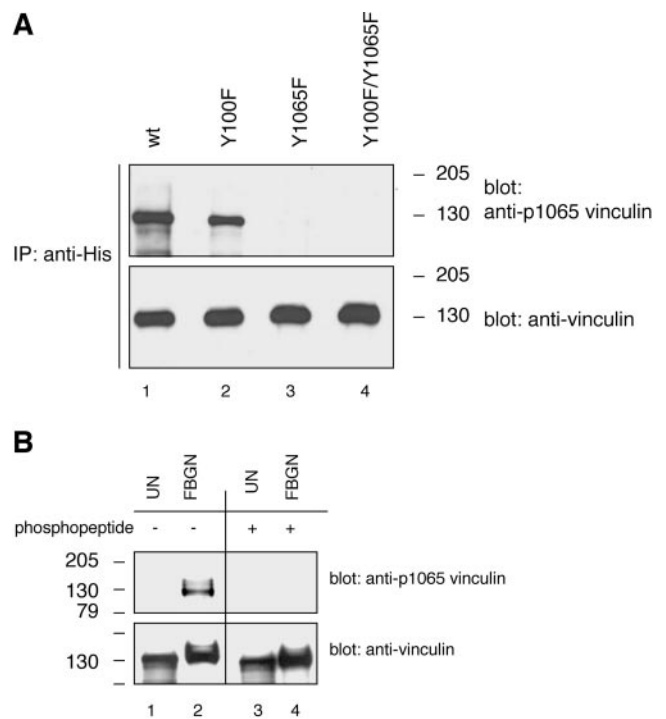 A
wt
Y100F
Y1065F
Y100F/Y1065F
IP: anti-His
– 205
– 130
blot:
anti-p1065 vinculin
– 205
– 130
blot: anti-vinculin
1 2 3 4
B
UN FBGN UN FBGN
phosphopeptide - - + +
205 –
130 –
79 –
blot: anti-p1065 vinculin
130 –
blot: anti-vinculin
1 2 3 4